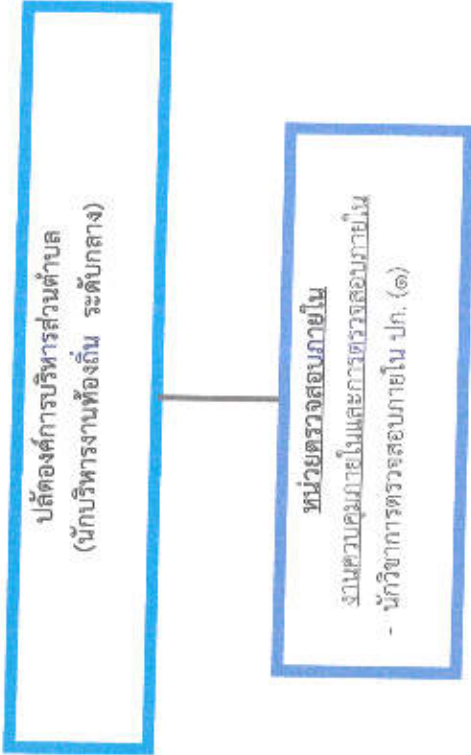 ปลัดองค์การบริหารส่วนตำบล
(นักบริหารงานท้องถิ่น ระดับกลาง)
หน่วยตรวจสอบภายใน
งานควบคุมภายในและการตรวจสอบภายใน
- นักวิชาการตรวจสอบภายใน ปก. (๑)